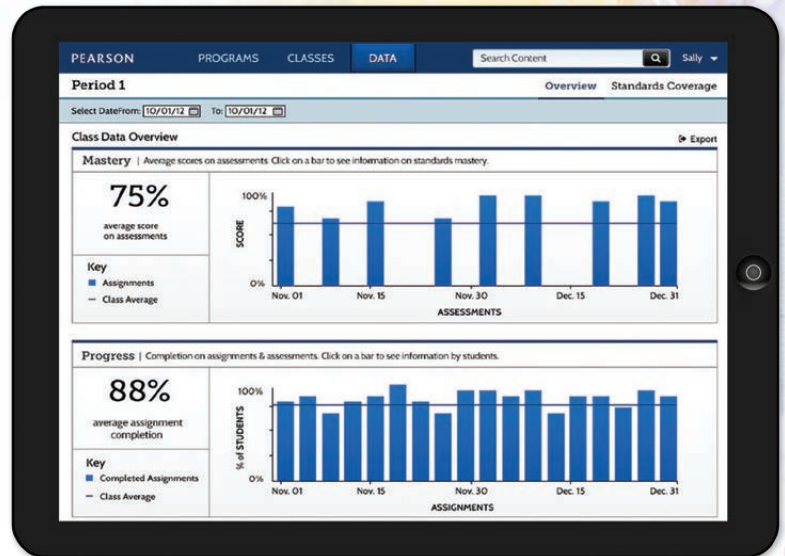 PEARSON PROGRAMS CLASSES DATA Search Content Sally
Period 1 Overview Standards Coverage
Select DateFrom: 10/01/12 To: 10/01/12
Class Data Overview Export
Mastery | Average scores on assessments Click on a bar to see information on standards mastery.
75%
average score
on assessments
Key
Assignments
Class Average
100%
SCORE
0%
Nov. 01 Nov. 15 Nov. 30 Dec. 15 Dec. 31
ASSESSMENTS
Progress | Completion on assignments & assessments. Click on a bar to see information by students.
88%
average assignment
completion
Key
Completed Assignments
Class Average
100%
% of STUDENTS
0%
Nov. 01 Nov. 15 Nov. 30 Dec. 15 Dec. 31
ASSIGNMENTS